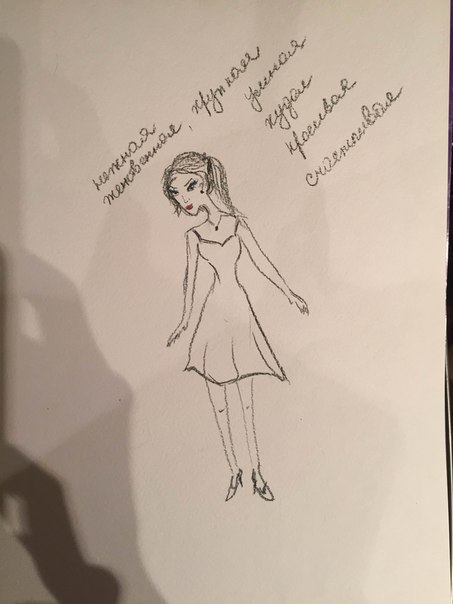 нежная
женственная, хрупкая
умная
худая
красивая
счастливая